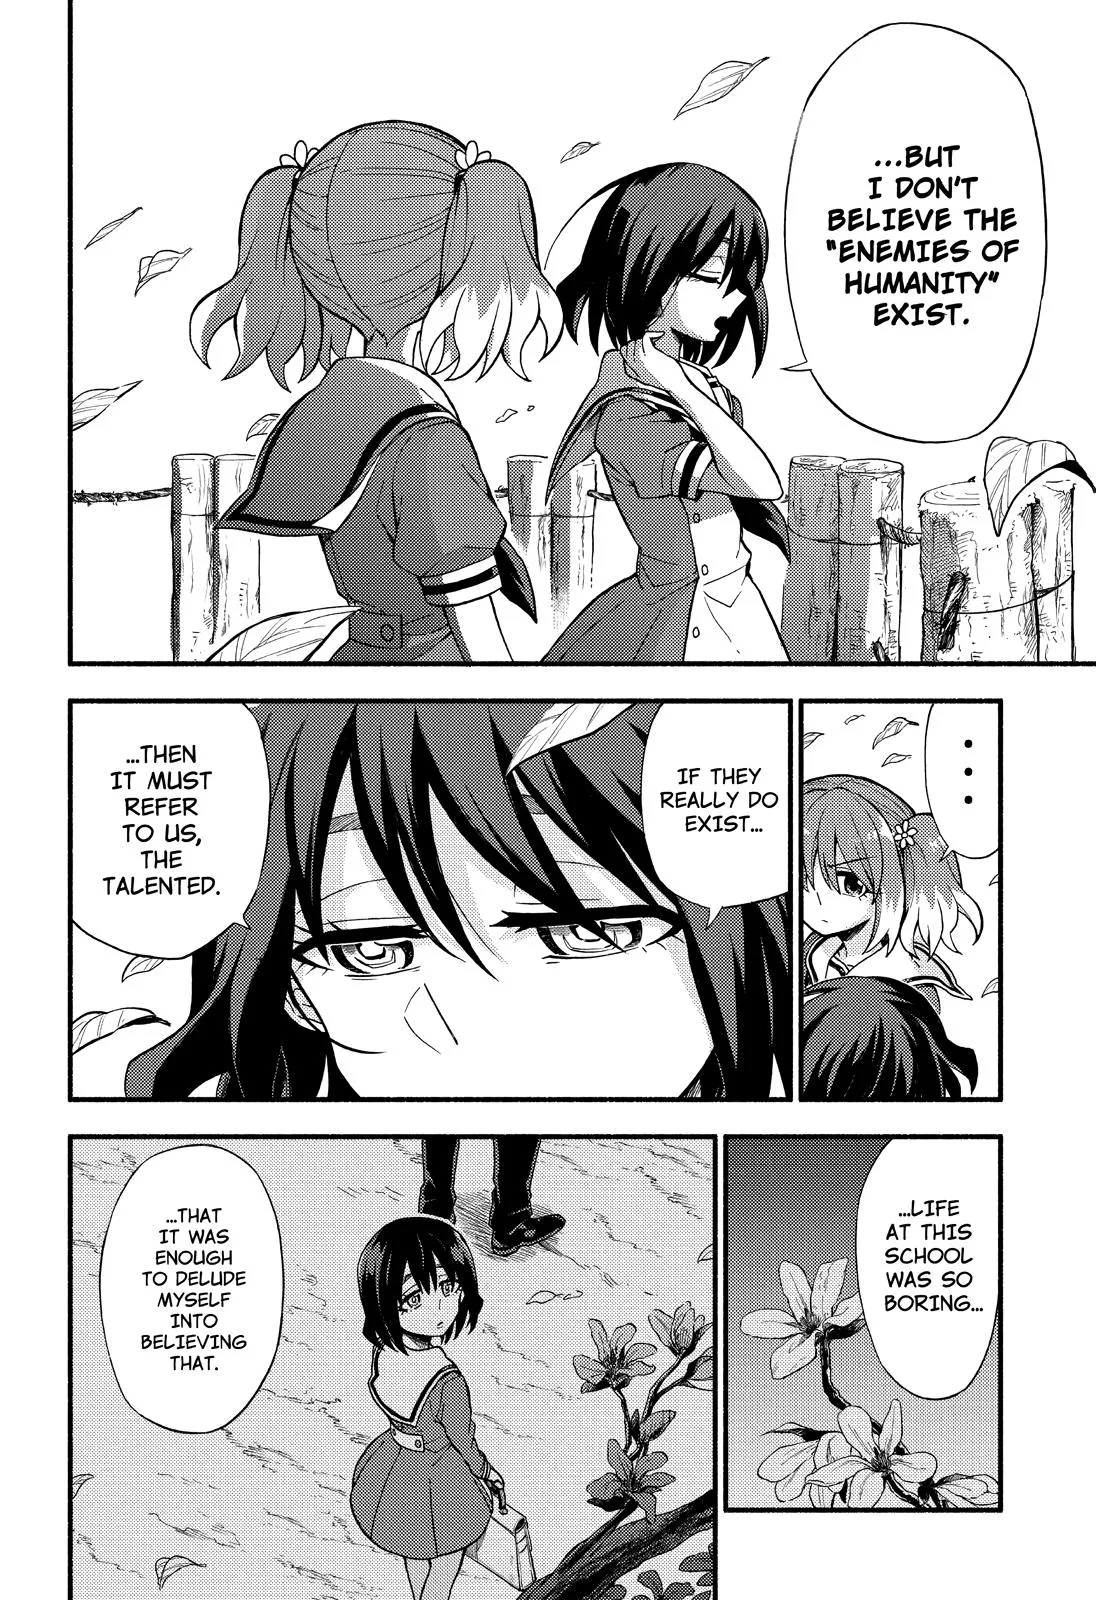 ...BUT
I DON'T
BELIEVE THE
"ENEMIES OF
HUMANITY"
EXIST.
...
IF THEY
REALLY DO
EXIST...
...THEN
IT MUST
REFER
TO US,
THE
TALENTED.
...LIFE
AT THIS
SCHOOL
WAS SO
BORING...
...THAT
IT WAS
ENOUGH
TO DELUDE
MYSELF
INTO
BELIEVING
THAT.